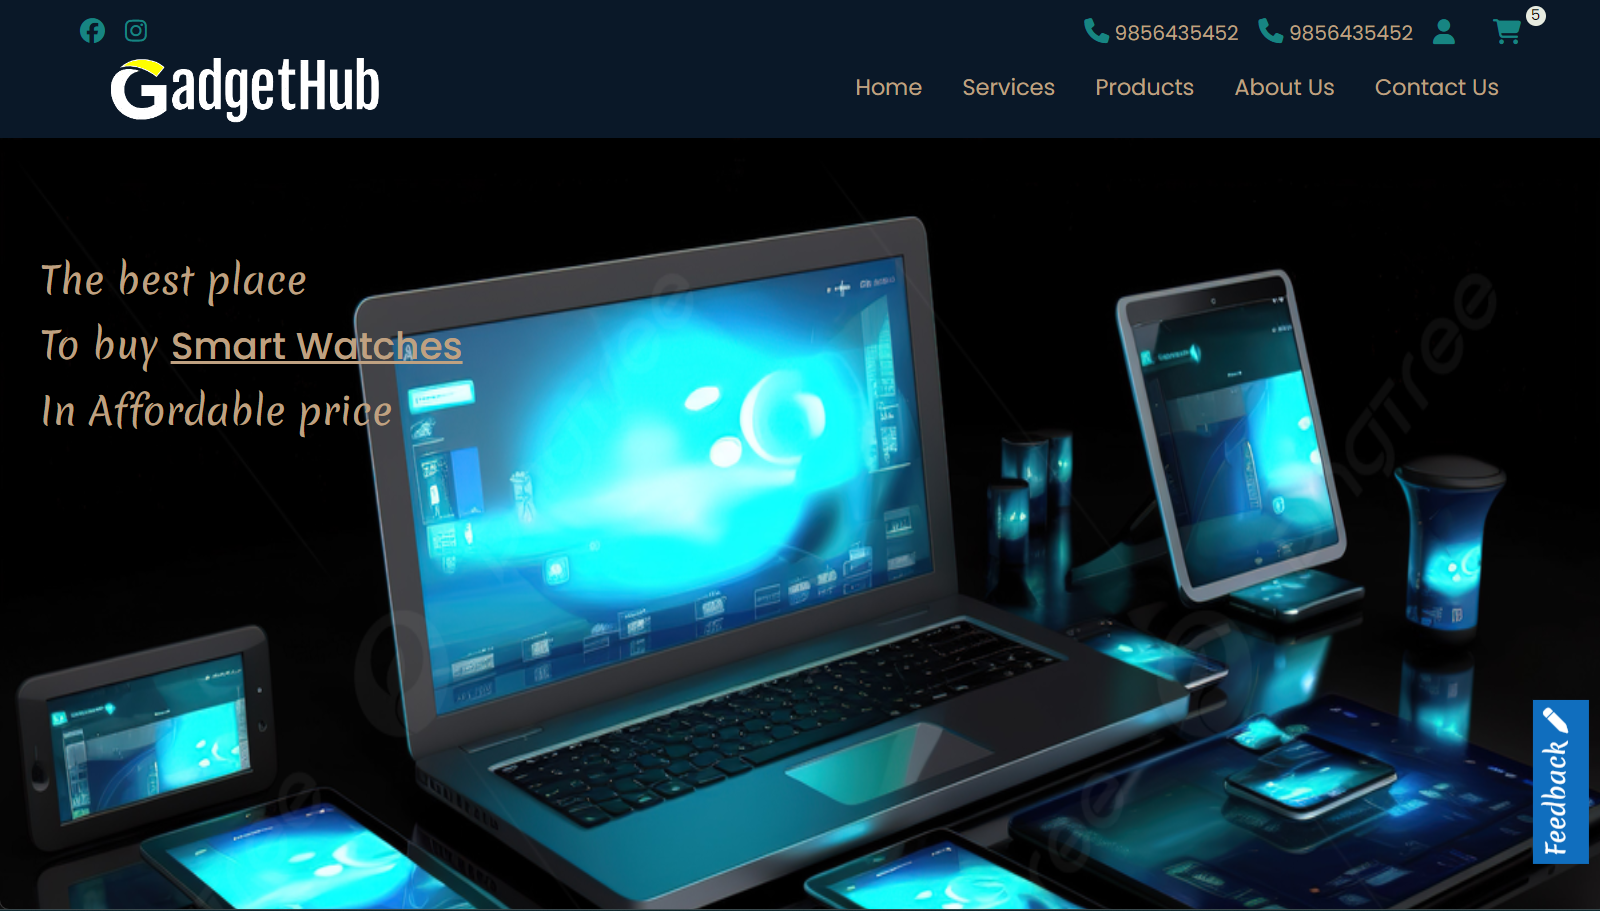 9856435452 9856435452 5
GadgetHub
Home Services Products About Us Contact Us
The best place
To buy Smart Watches
In Affordable price
Feedback